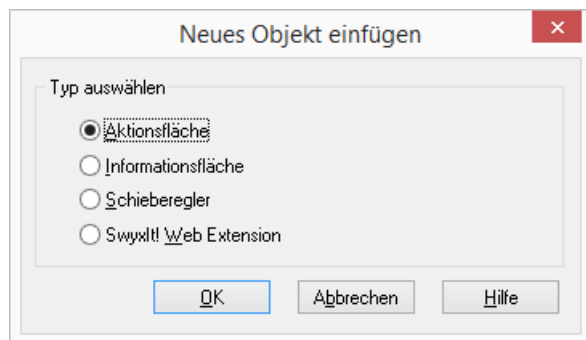 Neues Objekt einfügen
Typ auswählen
Aktionsfläche
Informationsfläche
Schieberegler
SwyxIt! Web Extension
OK Abbrechen Hilfe